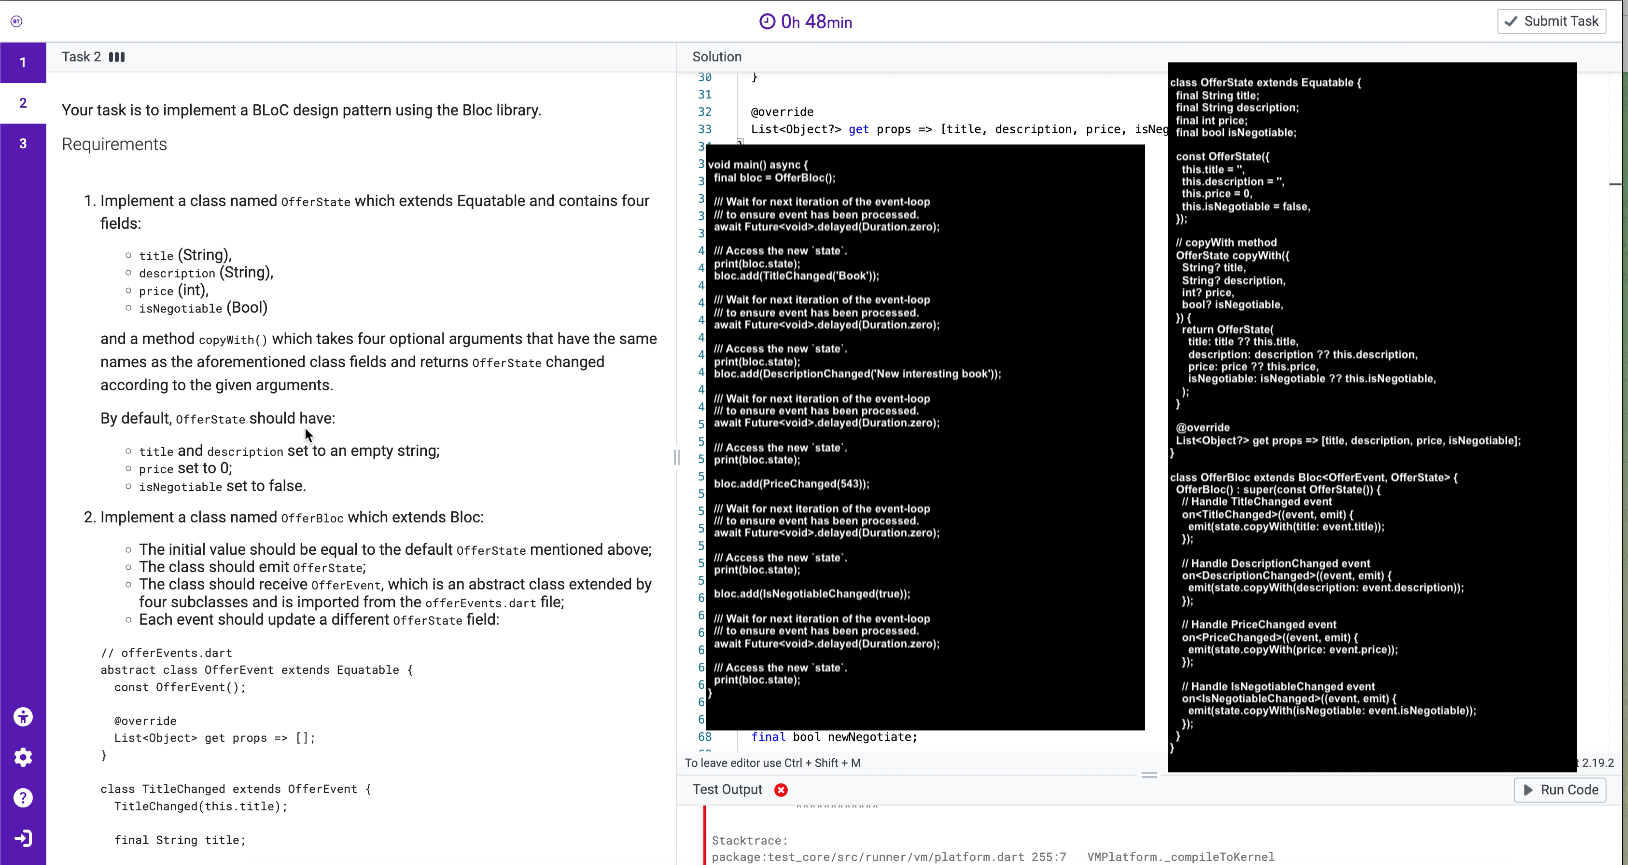 0h 48min
Submit Task
1
2
3
Task 2
Your task is to implement a BLoC design pattern using the Bloc library.
Requirements
1. Implement a class named OfferState which extends Equatable and contains four
fields:
title (String),
description (String),
price (int),
isNegotiable (Bool)
and a method copyWith() which takes four optional arguments that have the same
names as the aforementioned class fields and returns OfferState changed
according to the given arguments.
By default, OfferState should have:
title and description set to an empty string;
price set to 0;
isNegotiable set to false.
2. Implement a class named OfferBloc which extends Bloc:
The initial value should be equal to the default OfferState mentioned above;
The class should emit OfferState;
The class should receive OfferEvent, which is an abstract class extended by
four subclasses and is imported from the offerEvents.dart file;
Each event should update a different OfferState field:
// offerEvents.dart
abstract class OfferEvent extends Equatable {
const OfferEvent();
@override
List<Object> get props => [];
}
class TitleChanged extends OfferEvent {
TitleChanged(this.title);
final String title;
Solution
30 }
31
32 @override
33 List<Object?> get props => [title, description, price, isNeg
void main() async {
final bloc = OfferBloc();
/// Wait for next iteration of the event-loop
/// to ensure event has been processed.
await Future<void>.delayed(Duration.zero);
/// Access the new `state`.
print(bloc.state);
bloc.add(TitleChanged('Book'));
/// Wait for next iteration of the event-loop
/// to ensure event has been processed.
await Future<void>.delayed(Duration.zero);
/// Access the new `state`.
print(bloc.state);
bloc.add(DescriptionChanged('New interesting book'));
/// Wait for next iteration of the event-loop
/// to ensure event has been processed.
await Future<void>.delayed(Duration.zero);
/// Access the new `state`.
print(bloc.state);
bloc.add(PriceChanged(543));
/// Wait for next iteration of the event-loop
/// to ensure event has been processed.
await Future<void>.delayed(Duration.zero);
/// Access the new `state`.
print(bloc.state);
bloc.add(IsNegotiableChanged(true));
/// Wait for next iteration of the event-loop
/// to ensure event has been processed.
await Future<void>.delayed(Duration.zero);
/// Access the new `state`.
print(bloc.state);
}
68 final bool newNegotiate;
class OfferState extends Equatable {
final String title;
final String description;
final int price;
final bool isNegotiable;
const OfferState({
this.title = '',
this.description = '',
this.price = 0,
this.isNegotiable = false,
});
// copyWith method
OfferState copyWith({
String? title,
String? description,
int? price,
bool? isNegotiable,
}) {
return OfferState(
title: title ?? this.title,
description: description ?? this.description,
price: price ?? this.price,
isNegotiable: isNegotiable ?? this.isNegotiable,
);
}
@override
List<Object?> get props => [title, description, price, isNegotiable];
}
class OfferBloc extends Bloc<OfferEvent, OfferState> {
OfferBloc() : super(const OfferState()) {
// Handle TitleChanged event
on<TitleChanged>((event, emit) {
emit(state.copyWith(title: event.title));
});
// Handle DescriptionChanged event
on<DescriptionChanged>((event, emit) {
emit(state.copyWith(description: event.description));
});
// Handle PriceChanged event
on<PriceChanged>((event, emit) {
emit(state.copyWith(price: event.price));
});
// Handle IsNegotiableChanged event
on<IsNegotiableChanged>((event, emit) {
emit(state.copyWith(isNegotiable: event.isNegotiable));
});
}
}
To leave editor use Ctrl + Shift + M
2.19.2
Test Output
Run Code
^^^^^^^^^^^^
Stacktrace:
package:test_core/src/runner/vm/platform.dart 255:7 VMPlatform._compileToKernel